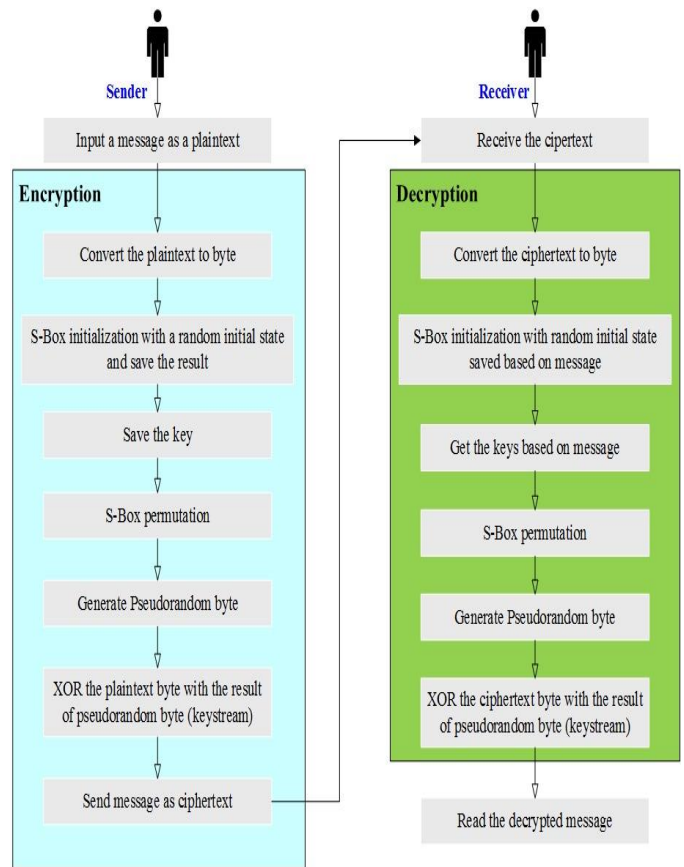 Sender
Input a message as a plaintext
Encryption
Convert the plaintext to byte
S-Box initialization with a random initial state
and save the result
Save the key
S-Box permutation
Generate Pseudorandom byte
XOR the plaintext byte with the result
of pseudorandom byte (keystream)
Send message as ciphertext
Receiver
Receive the cipertext
Decryption
Convert the ciphertext to byte
S-Box initialization with random initial state
saved based on message
Get the keys based on message
S-Box permutation
Generate Pseudorandom byte
XOR the ciphertext byte with the result
of pseudorandom byte (keystream)
Read the decrypted message